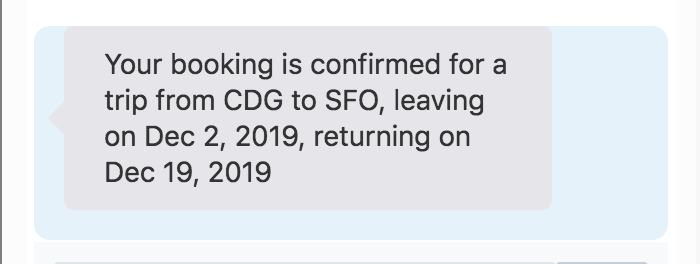 Your booking is confirmed for a
trip from CDG to SFO, leaving
on Dec 2, 2019, returning on
Dec 19, 2019